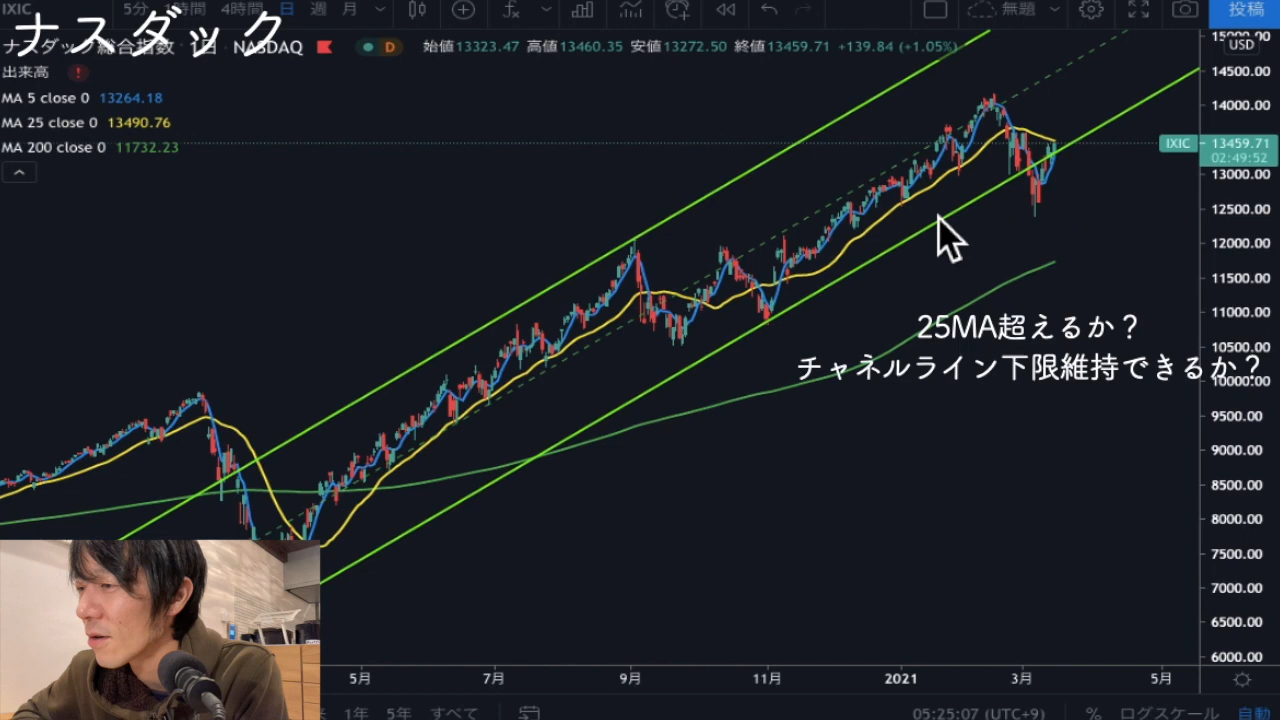 IXIC 5分 1時間 4時間 日 週 月 無題 投稿
ナスダック
ナスダック総合指数 1日 NASDAQ D 始値13323.47 高値13460.35 安値13272.50 終値13459.71 +139.84 (+1.05%)
USD
出来高
MA 5 close 0 13264.18
MA 25 close 0 13490.76
MA 200 close 0 11732.23
15000.00
14500.00
14000.00
IXIC 13459.71
02:49:52
13000.00
12500.00
12000.00
11500.00
11000.00
25MA超えるか？
10500.00
チャネルライン下限維持できるか？
10000.00
9500.00
9000.00
8500.00
8000.00
7500.00
7000.00
6500.00
6000.00
5月 7月 9月 11月 2021 3月 5月
1年 5年 すべて 05:25:07 (UTC+9) % ログスケール 自動